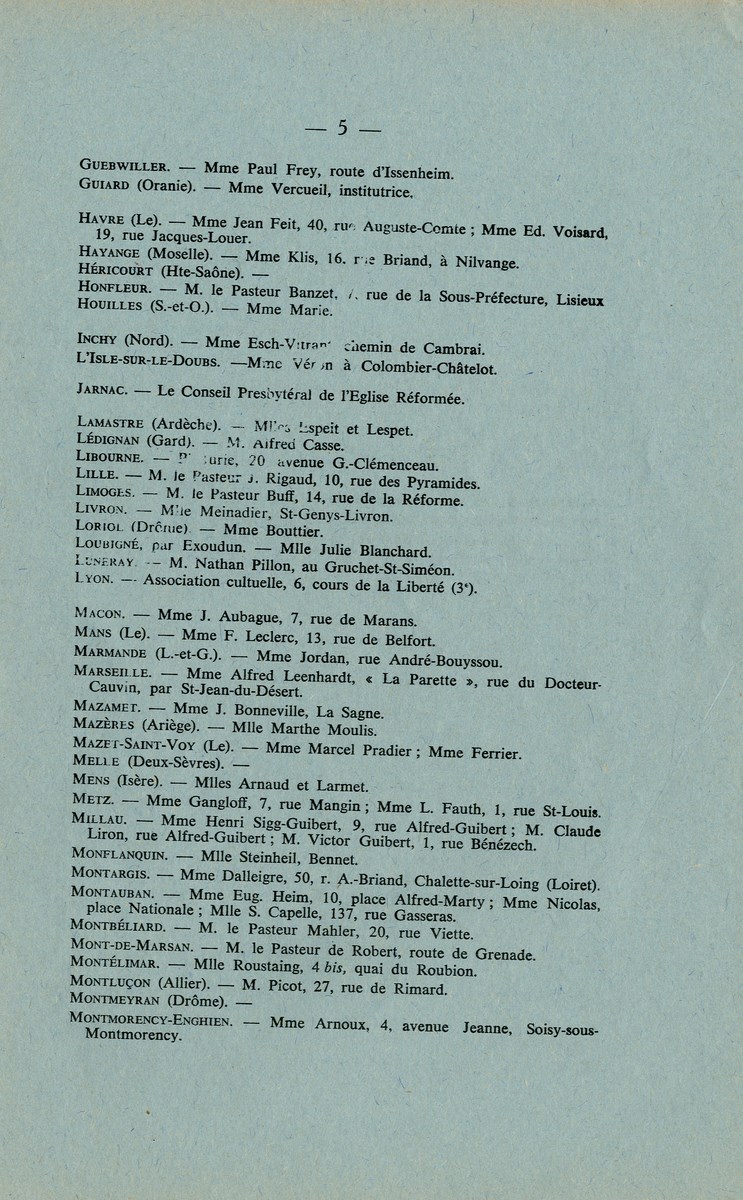 — 5 —
GUEBWILLER. — Mme Paul Frey, route d'Issenheim.
GUIARD (Oranie). — Mme Vercueil, institutrice.
HAVRE (Le). — Mme Jean Feit, 40, rue Auguste-Comte ; Mme Ed. Voisard,
19, rue Jacques-Louer.
HAYANGE (Moselle). — Mme Klis, 16, rue Briand, à Nilvange.
HÉRICOURT (Hte-Saône). —
HONFLEUR. — M. le Pasteur Banzet, rue de la Sous-Préfecture, Lisieux
HOUILLES (S.-et-O.). — Mme Marie.
INCHY (Nord). — Mme chemin de Cambrai.
L'ISLE-SUR-LE-DOUBS. —Mme à Colombier-Châtelot.
JARNAC. — Le Conseil Presbytéral de l'Eglise Réformée.
LAMASTRE (Ardèche). — Mlles Espeit et Lespet.
LÉDIGNAN (Gard). — M. Alfred Casse.
LIBOURNE. — 20 avenue G.-Clémenceau.
LILLE. — M. le Pasteur J. Rigaud, 10, rue des Pyramides.
LIMOGES. — M. le Pasteur Buff, 14, rue de la Réforme.
LIVRON. — Mlle Meinadier, St-Genys-Livron.
LORIOL (Drôme). — Mme Bouttier.
LOUBIGNÉ, par Exoudun. — Mlle Julie Blanchard.
LUNERAY. — M. Nathan Pillon, au Gruchet-St-Siméon.
LYON. — Association cultuelle, 6, cours de la Liberté (3e).
MACON. — Mme J. Aubague, 7, rue de Marans.
MANS (Le). — Mme F. Leclerc, 13, rue de Belfort.
MARMANDE (L.-et-G.). — Mme Jordan, rue André-Bouyssou.
MARSEILLE. — Mme Alfred Leenhardt, « La Parette », rue du Docteur-
Cauvin, par St-Jean-du-Désert.
MAZAMET. — Mme J. Bonneville, La Sagne.
MAZÈRES (Ariège). — Mlle Marthe Moulis.
MAZET-SAINT-VOY (Le). — Mme Marcel Pradier ; Mme Ferrier.
MELLE (Deux-Sèvres). —
MENS (Isère). — Mlles Arnaud et Larmet.
METZ. — Mme Gangloff, 7, rue Mangin ; Mme L. Fauth, 1, rue St-Louis.
MILLAU. — Mme Henri Sigg-Guibert, 9, rue Alfred-Guibert ; M. Claude
Liron, rue Alfred-Guibert ; M. Victor Guibert, 1, rue Bénézech.
MONFLANQUIN. — Mlle Steinheil, Bennet.
MONTARGIS. — Mme Dalleigre, 50, r. A.-Briand, Chalette-sur-Loing (Loiret).
MONTAUBAN. — Mme Eug. Heim, 10, place Alfred-Marty ; Mme Nicolas,
place Nationale ; Mlle S. Capelle, 137, rue Gasseras.
MONTBÉLIARD. — M. le Pasteur Mahler, 20, rue Viette.
MONT-DE-MARSAN. — M. le Pasteur de Robert, route de Grenade.
MONTÉLIMAR. — Mlle Roustaing, 4 bis, quai du Roubion.
MONTLUÇON (Allier). — M. Picot, 27, rue de Rimard.
MONTMEYRAN (Drôme). —
MONTMORENCY-ENGHIEN. — Mme Arnoux, 4, avenue Jeanne, Soisy-sous-
Montmorency.